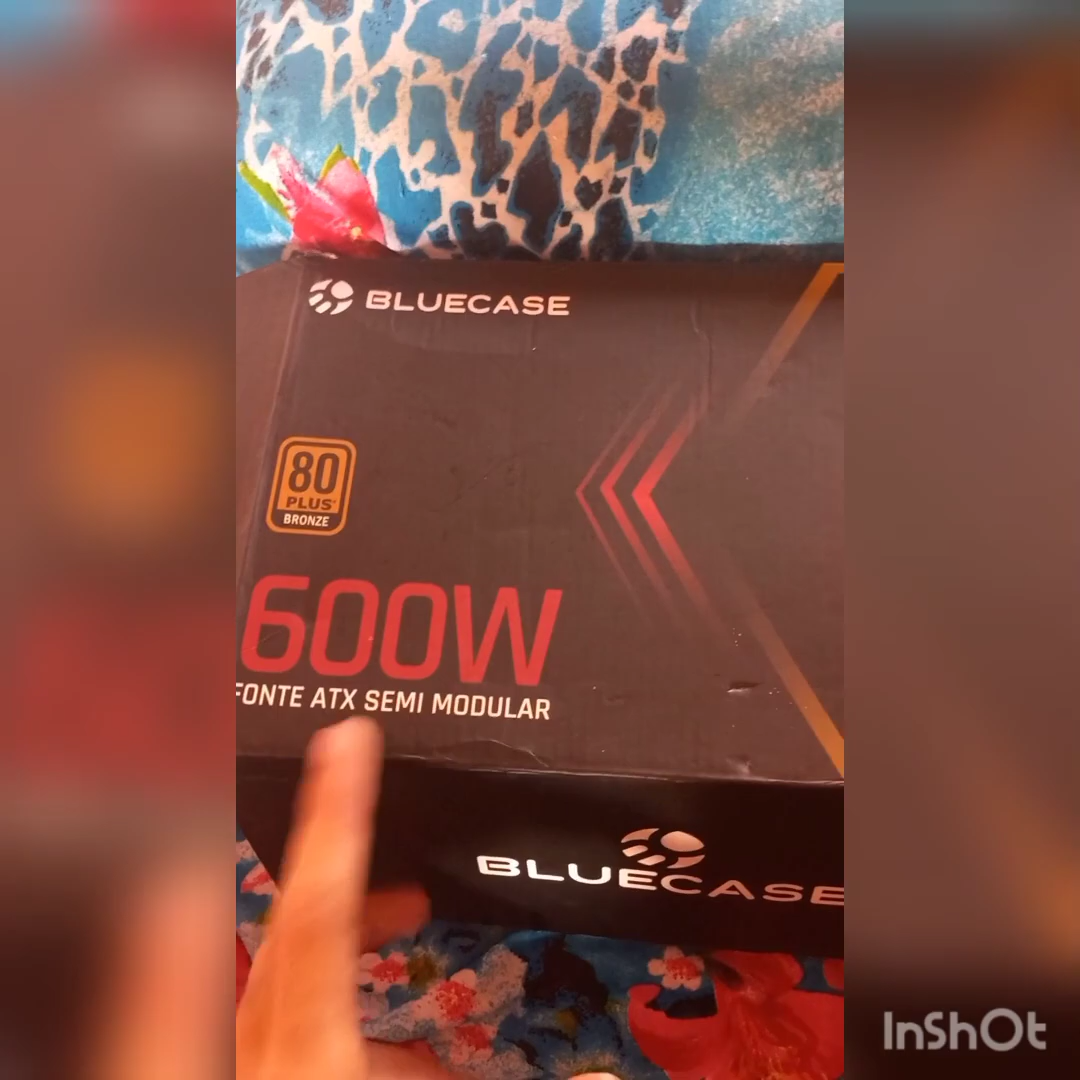 BLUECASE
80
PLUS
BRONZE
600W
FONTE ATX SEMI MODULAR
BLUECASE
InShOt